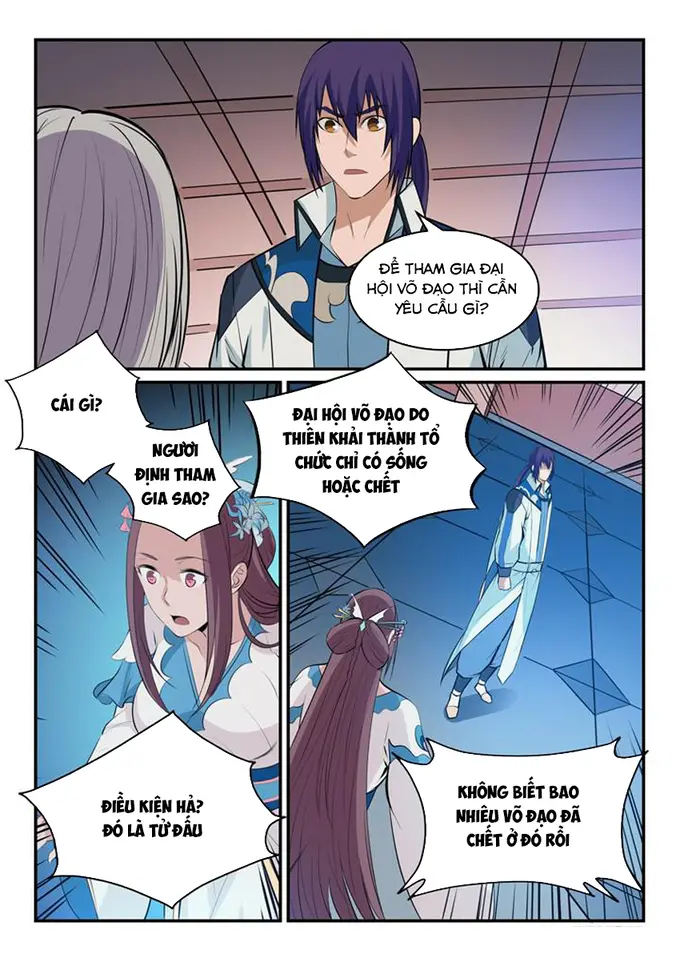 ĐỂ THAM GIA ĐẠI
HỘI VÕ ĐẠO THÌ CẦN
YÊU CẦU GÌ?
CÁI GÌ?
NGƯƠI
ĐỊNH THAM
GIA SAO?
ĐẠI HỘI VÕ ĐẠO DO
THIÊN KHẢI THÀNH TỔ
CHỨC CHỈ CÓ SỐNG
HOẶC CHẾT
ĐIỀU KIỆN HẢ?
ĐÓ LÀ TỬ ĐẤU
KHÔNG BIẾT BAO
NHIÊU VÕ ĐẠO ĐÃ
CHẾT Ở ĐÓ RỒI